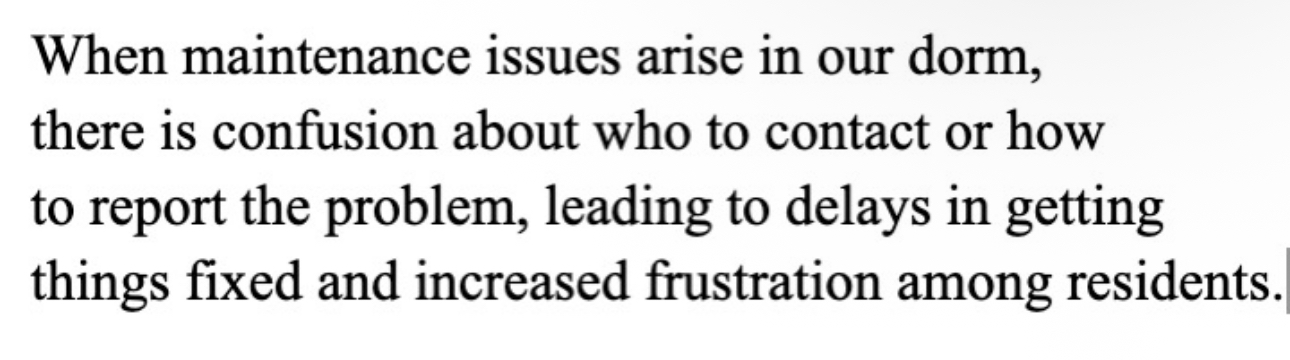 When maintenance issues arise in our dorm,
there is confusion about who to contact or how
to report the problem, leading to delays in getting
things fixed and increased frustration among residents.